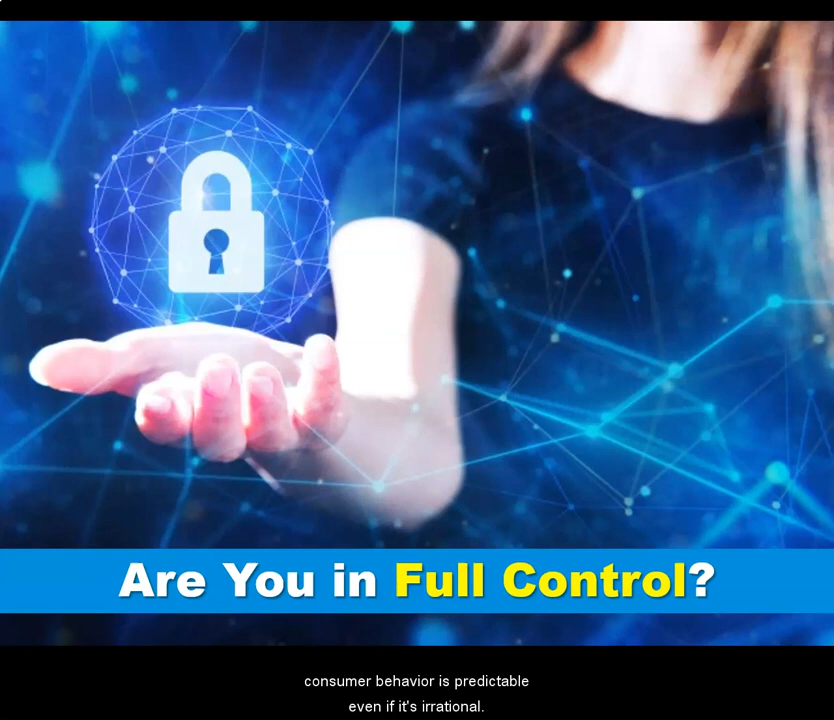 Are You in Full Control?
consumer behavior is predictable
even if it's irrational.